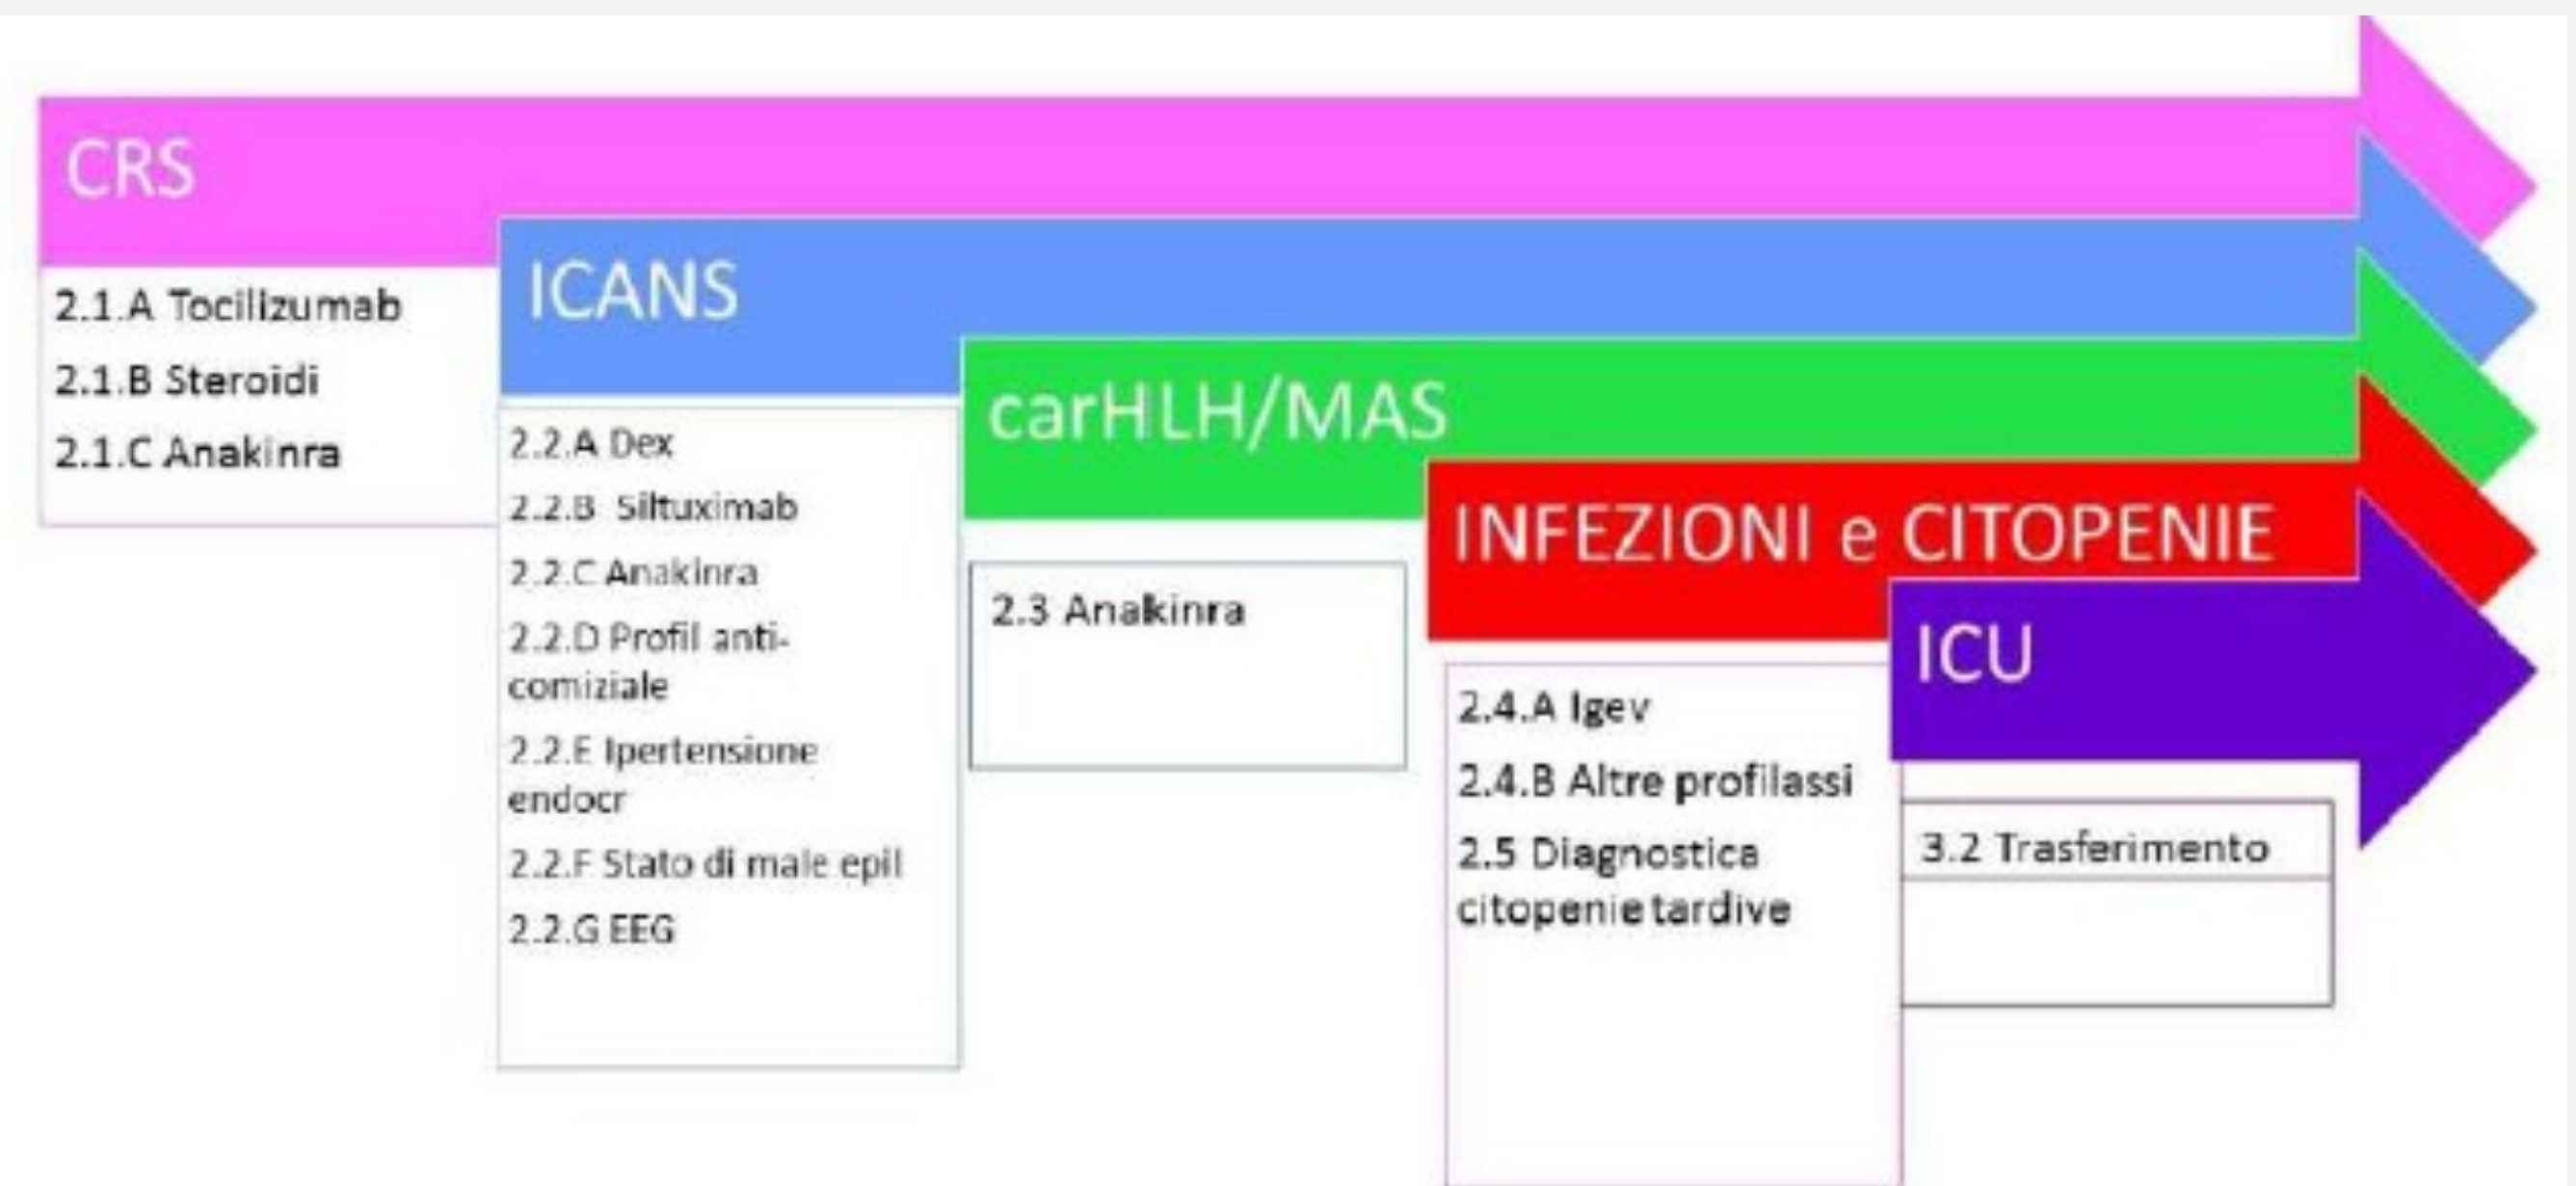 CRS
2.1.A Tocilizumab
2.1.B Steroidi
2.1.C Anakinra
ICANS
2.2.A Dex
2.2.B Siltuximab
2.2.C Anakinra
2.2.D Profil anti-
comiziale
2.2.E Ipertensione
endocr
2.2.F Stato di male epil
2.2.G EEG
carHLH/MAS
2.3 Anakinra
INFEZIONI e CITOPENIE
2.4.A Igev
2.4.B Altre profilassi
2.5 Diagnostica
citopenie tardive
ICU
3.2 Trasferimento